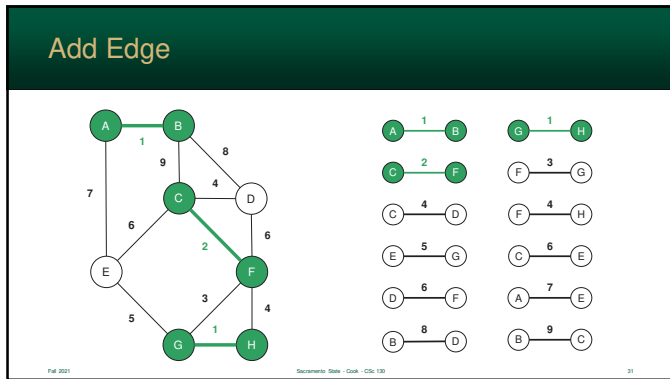 Add Edge
A B
1
8
9
4
7
C D
6
6
2
E F
3
4
5
1
G H
A 1 B
G 1 H
C 2 F
F 3 G
C 4 D
F 4 H
E 5 G
C 6 E
D 6 F
A 7 E
B 8 D
B 9 C
Fall 2021 Sacramento State - Cook - CSc 130 31